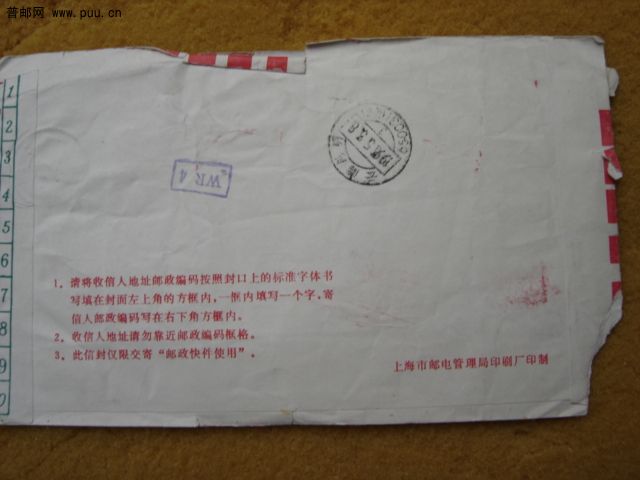 普邮网 www.puu.cn
1
2
3
7
8
9
0
WR 4
1．请将收信人地址邮政编码按照封口上的标准字体书
写填在封面左上角的方框内，一框内填写一个字，寄
信人邮政编码写在右下角方框内。
2．收信人地址请勿靠近邮政编码框格。
3．此信封仅限交寄“邮政快件使用”。
上海市邮电管理局印刷厂印制